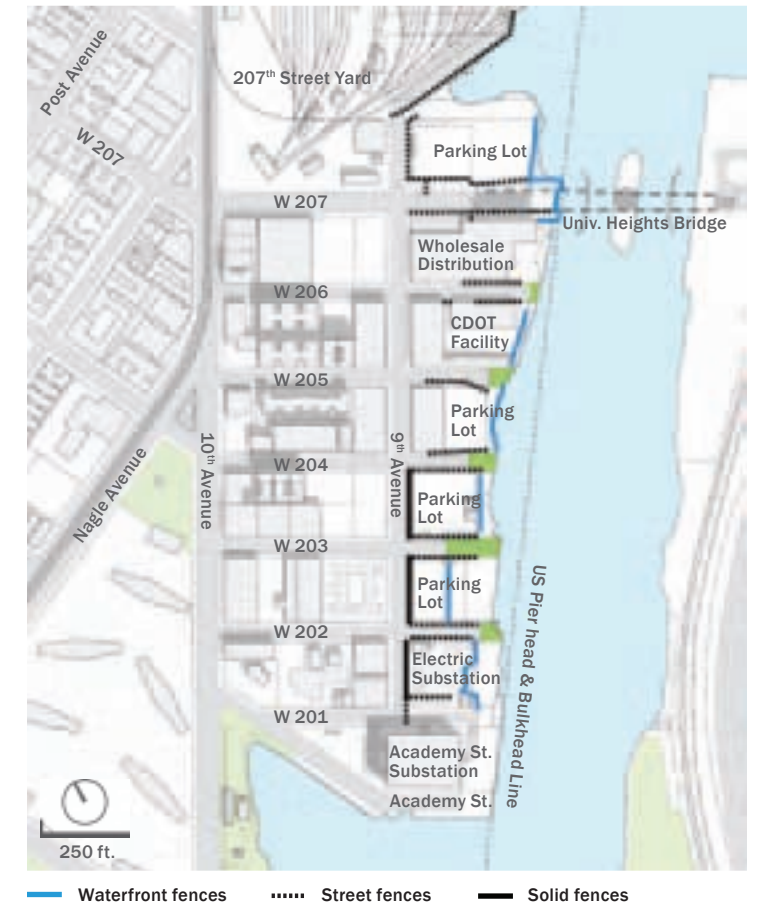 Post Avenue
W 207
207th Street Yard
Parking Lot
W 207
Univ. Heights Bridge
Wholesale
Distribution
W 206
CDOT
Facility
W 205
Parking
Lot
10th Avenue
9th Avenue
W 204
Nagle Avenue
Parking
Lot
W 203
Parking
Lot
US Pier head & Bulkhead Line
W 202
Electric
Substation
W 201
Academy St.
Substation
Academy St.
250 ft.
Waterfront fences
Street fences
Solid fences